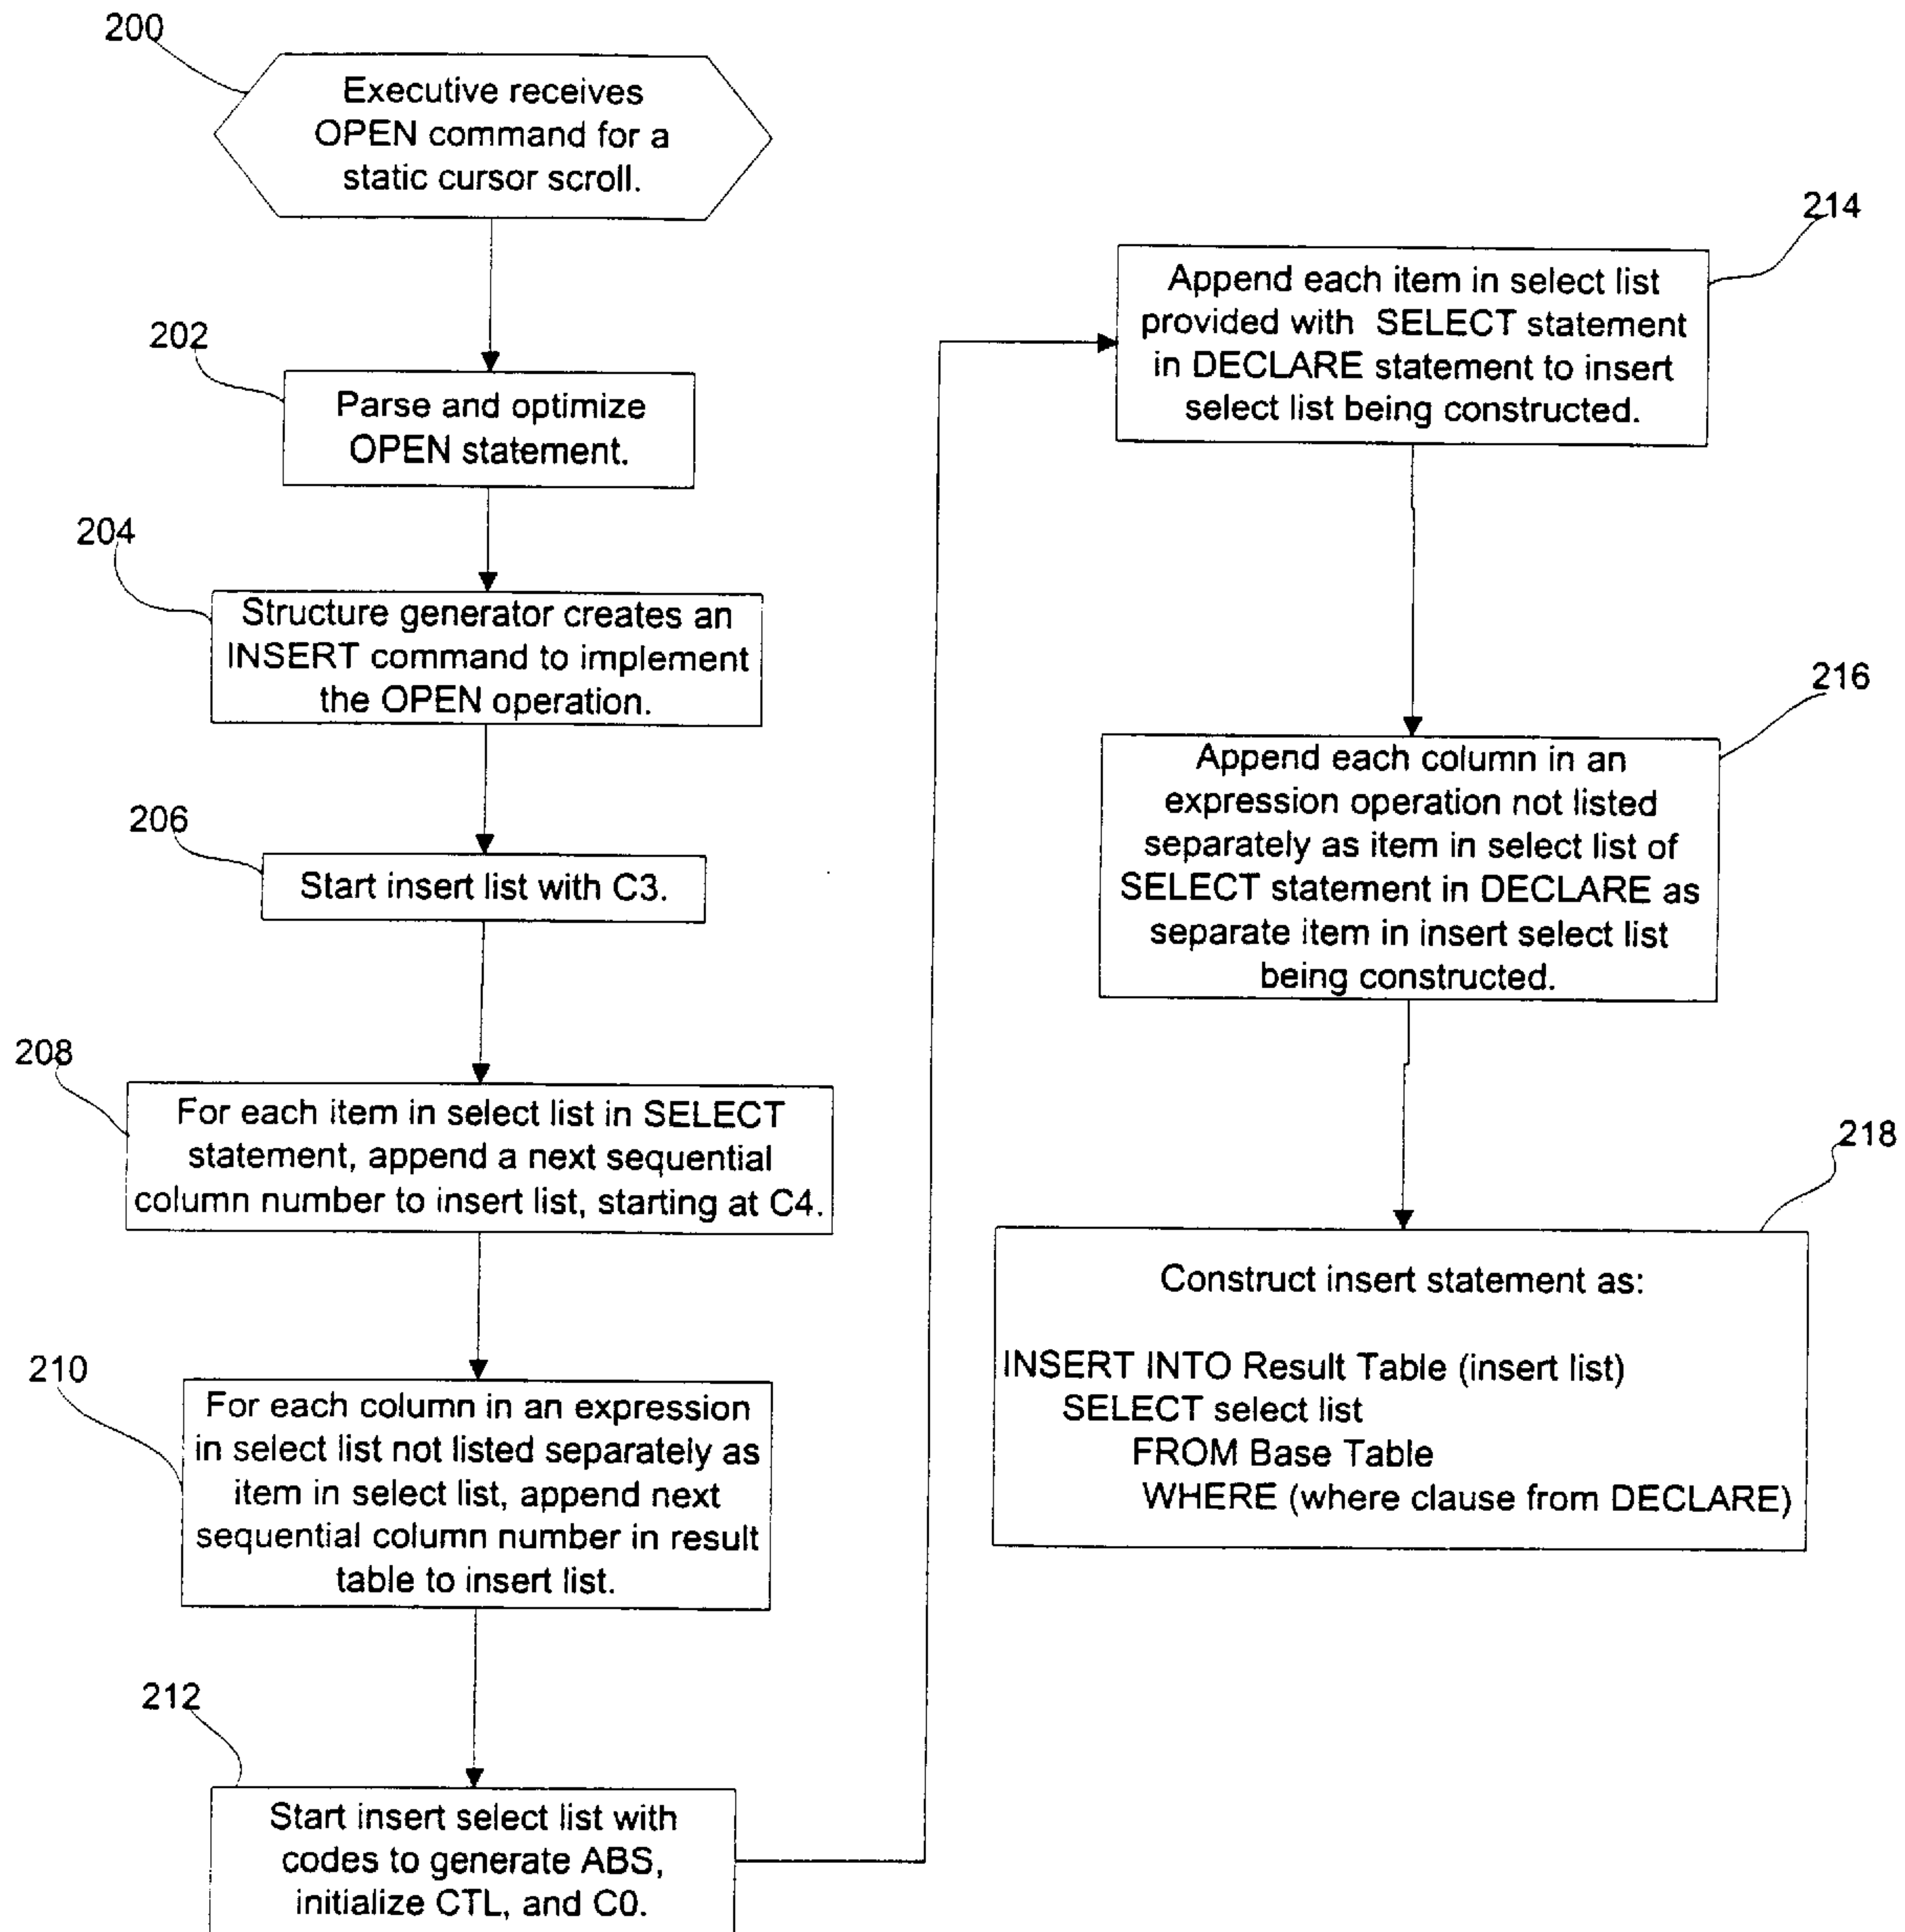 200
Executive receives
OPEN command for a
static cursor scroll.
202
Parse and optimize
OPEN statement.
204
Structure generator creates an
INSERT command to implement
the OPEN operation.
206
Start insert list with C3.
208
For each item in select list in SELECT
statement, append a next sequential
column number to insert list, starting at C4.
210
For each column in an expression
in select list not listed separately as
item in select list, append next
sequential column number in result
table to insert list.
212
Start insert select list with
codes to generate ABS,
initialize CTL, and C0.
214
Append each item in select list
provided with SELECT statement
in DECLARE statement to insert
select list being constructed.
216
Append each column in an
expression operation not listed
separately as item in select list of
SELECT statement in DECLARE as
separate item in insert select list
being constructed.
218
Construct insert statement as:
INSERT INTO Result Table (insert list)
SELECT select list
FROM Base Table
WHERE (where clause from DECLARE)